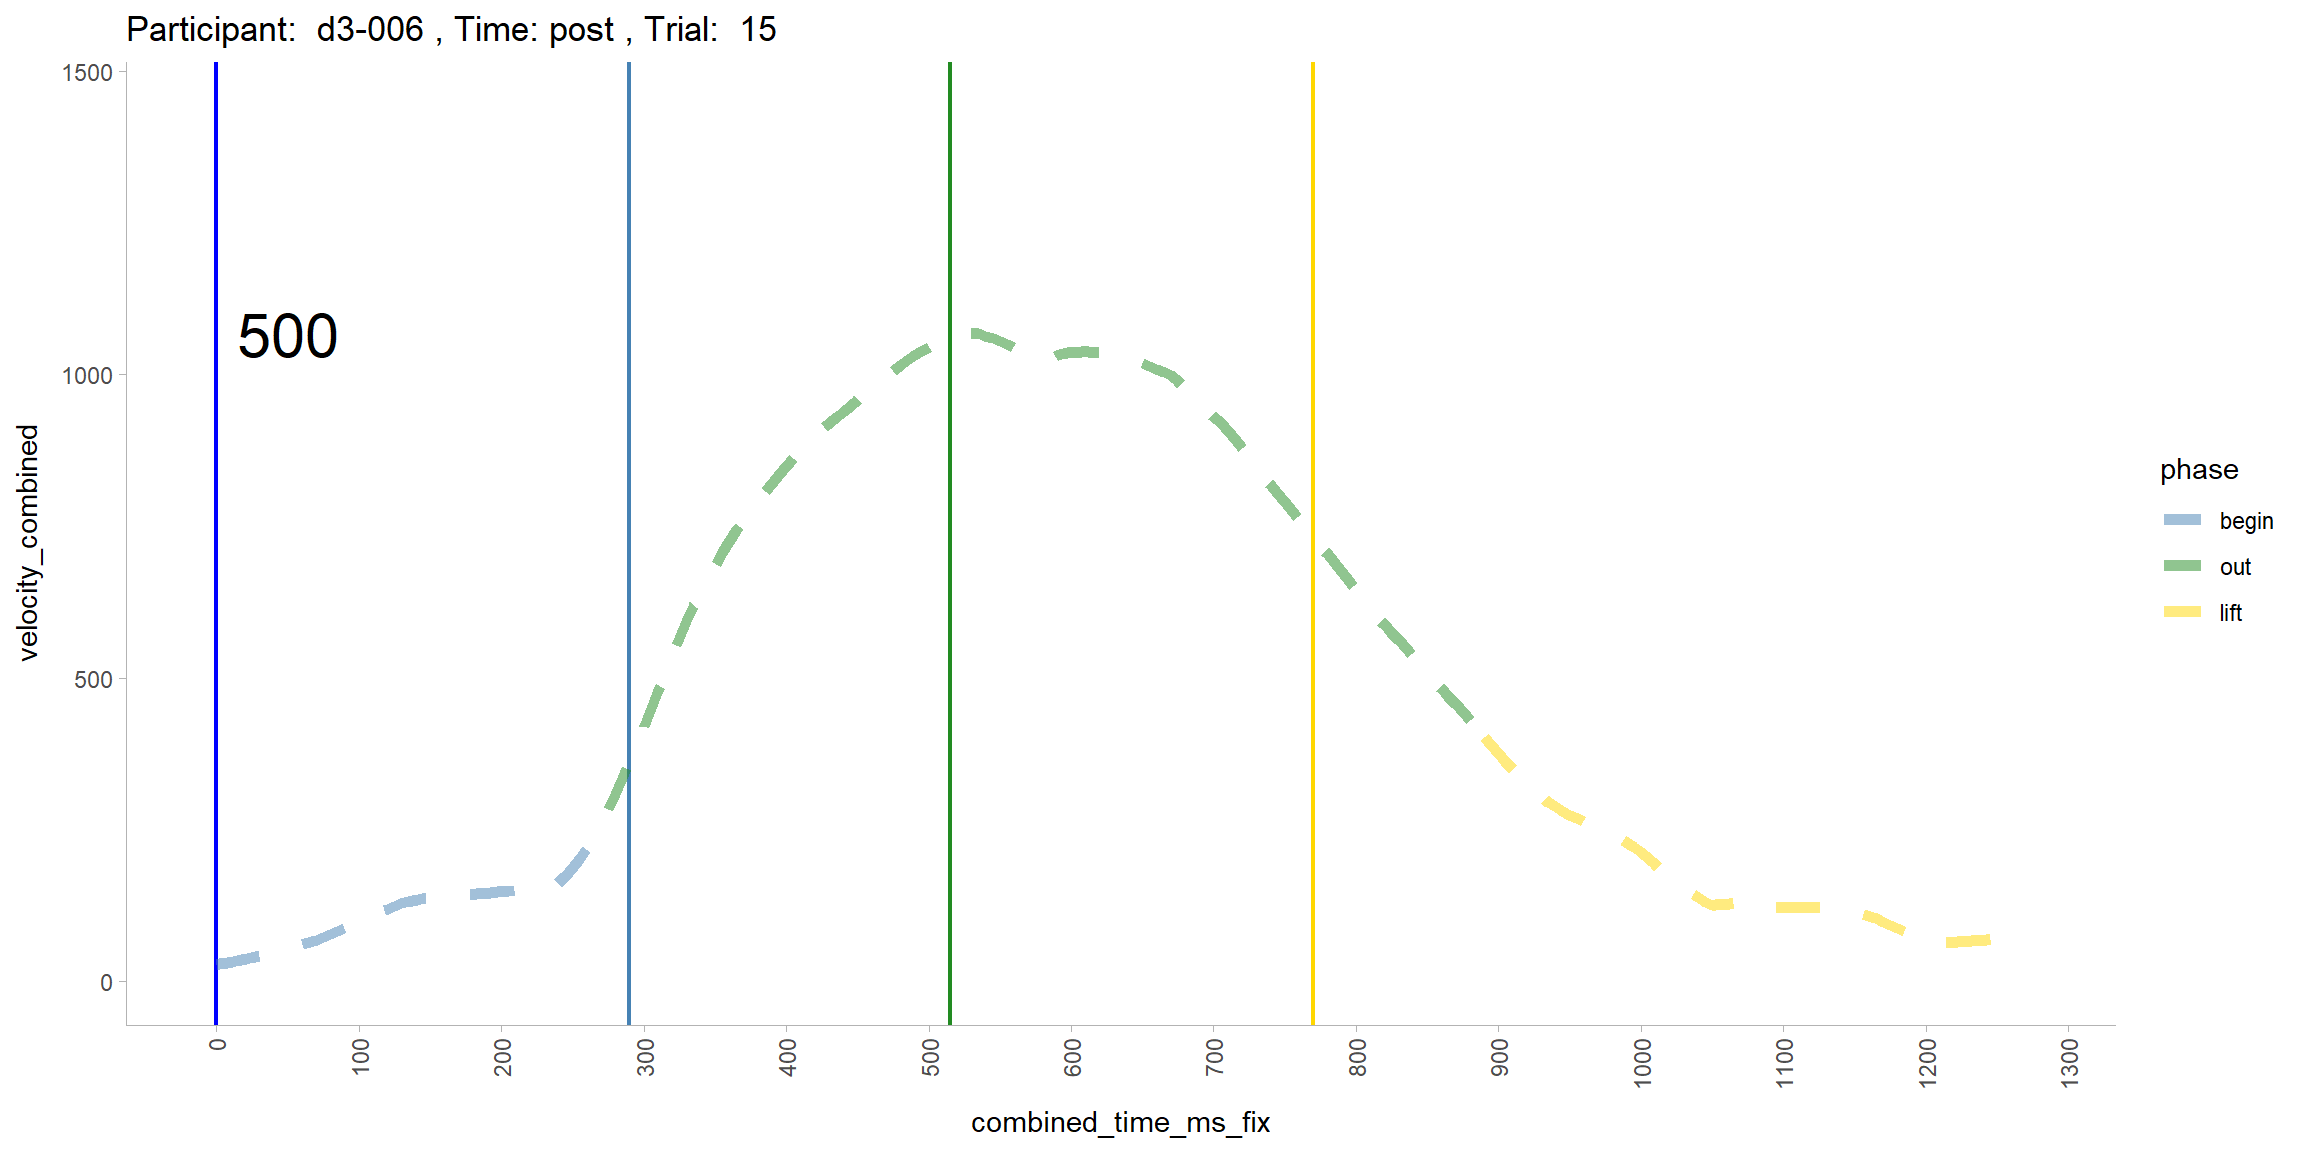 Participant:  d3-006 , Time: post , Trial:  15
1500
1000
500
0
500
velocity_combined
0 100 200 300 400 500 600 700 800 900 1000 1100 1200 1300
combined_time_ms_fix
phase
begin
out
lift